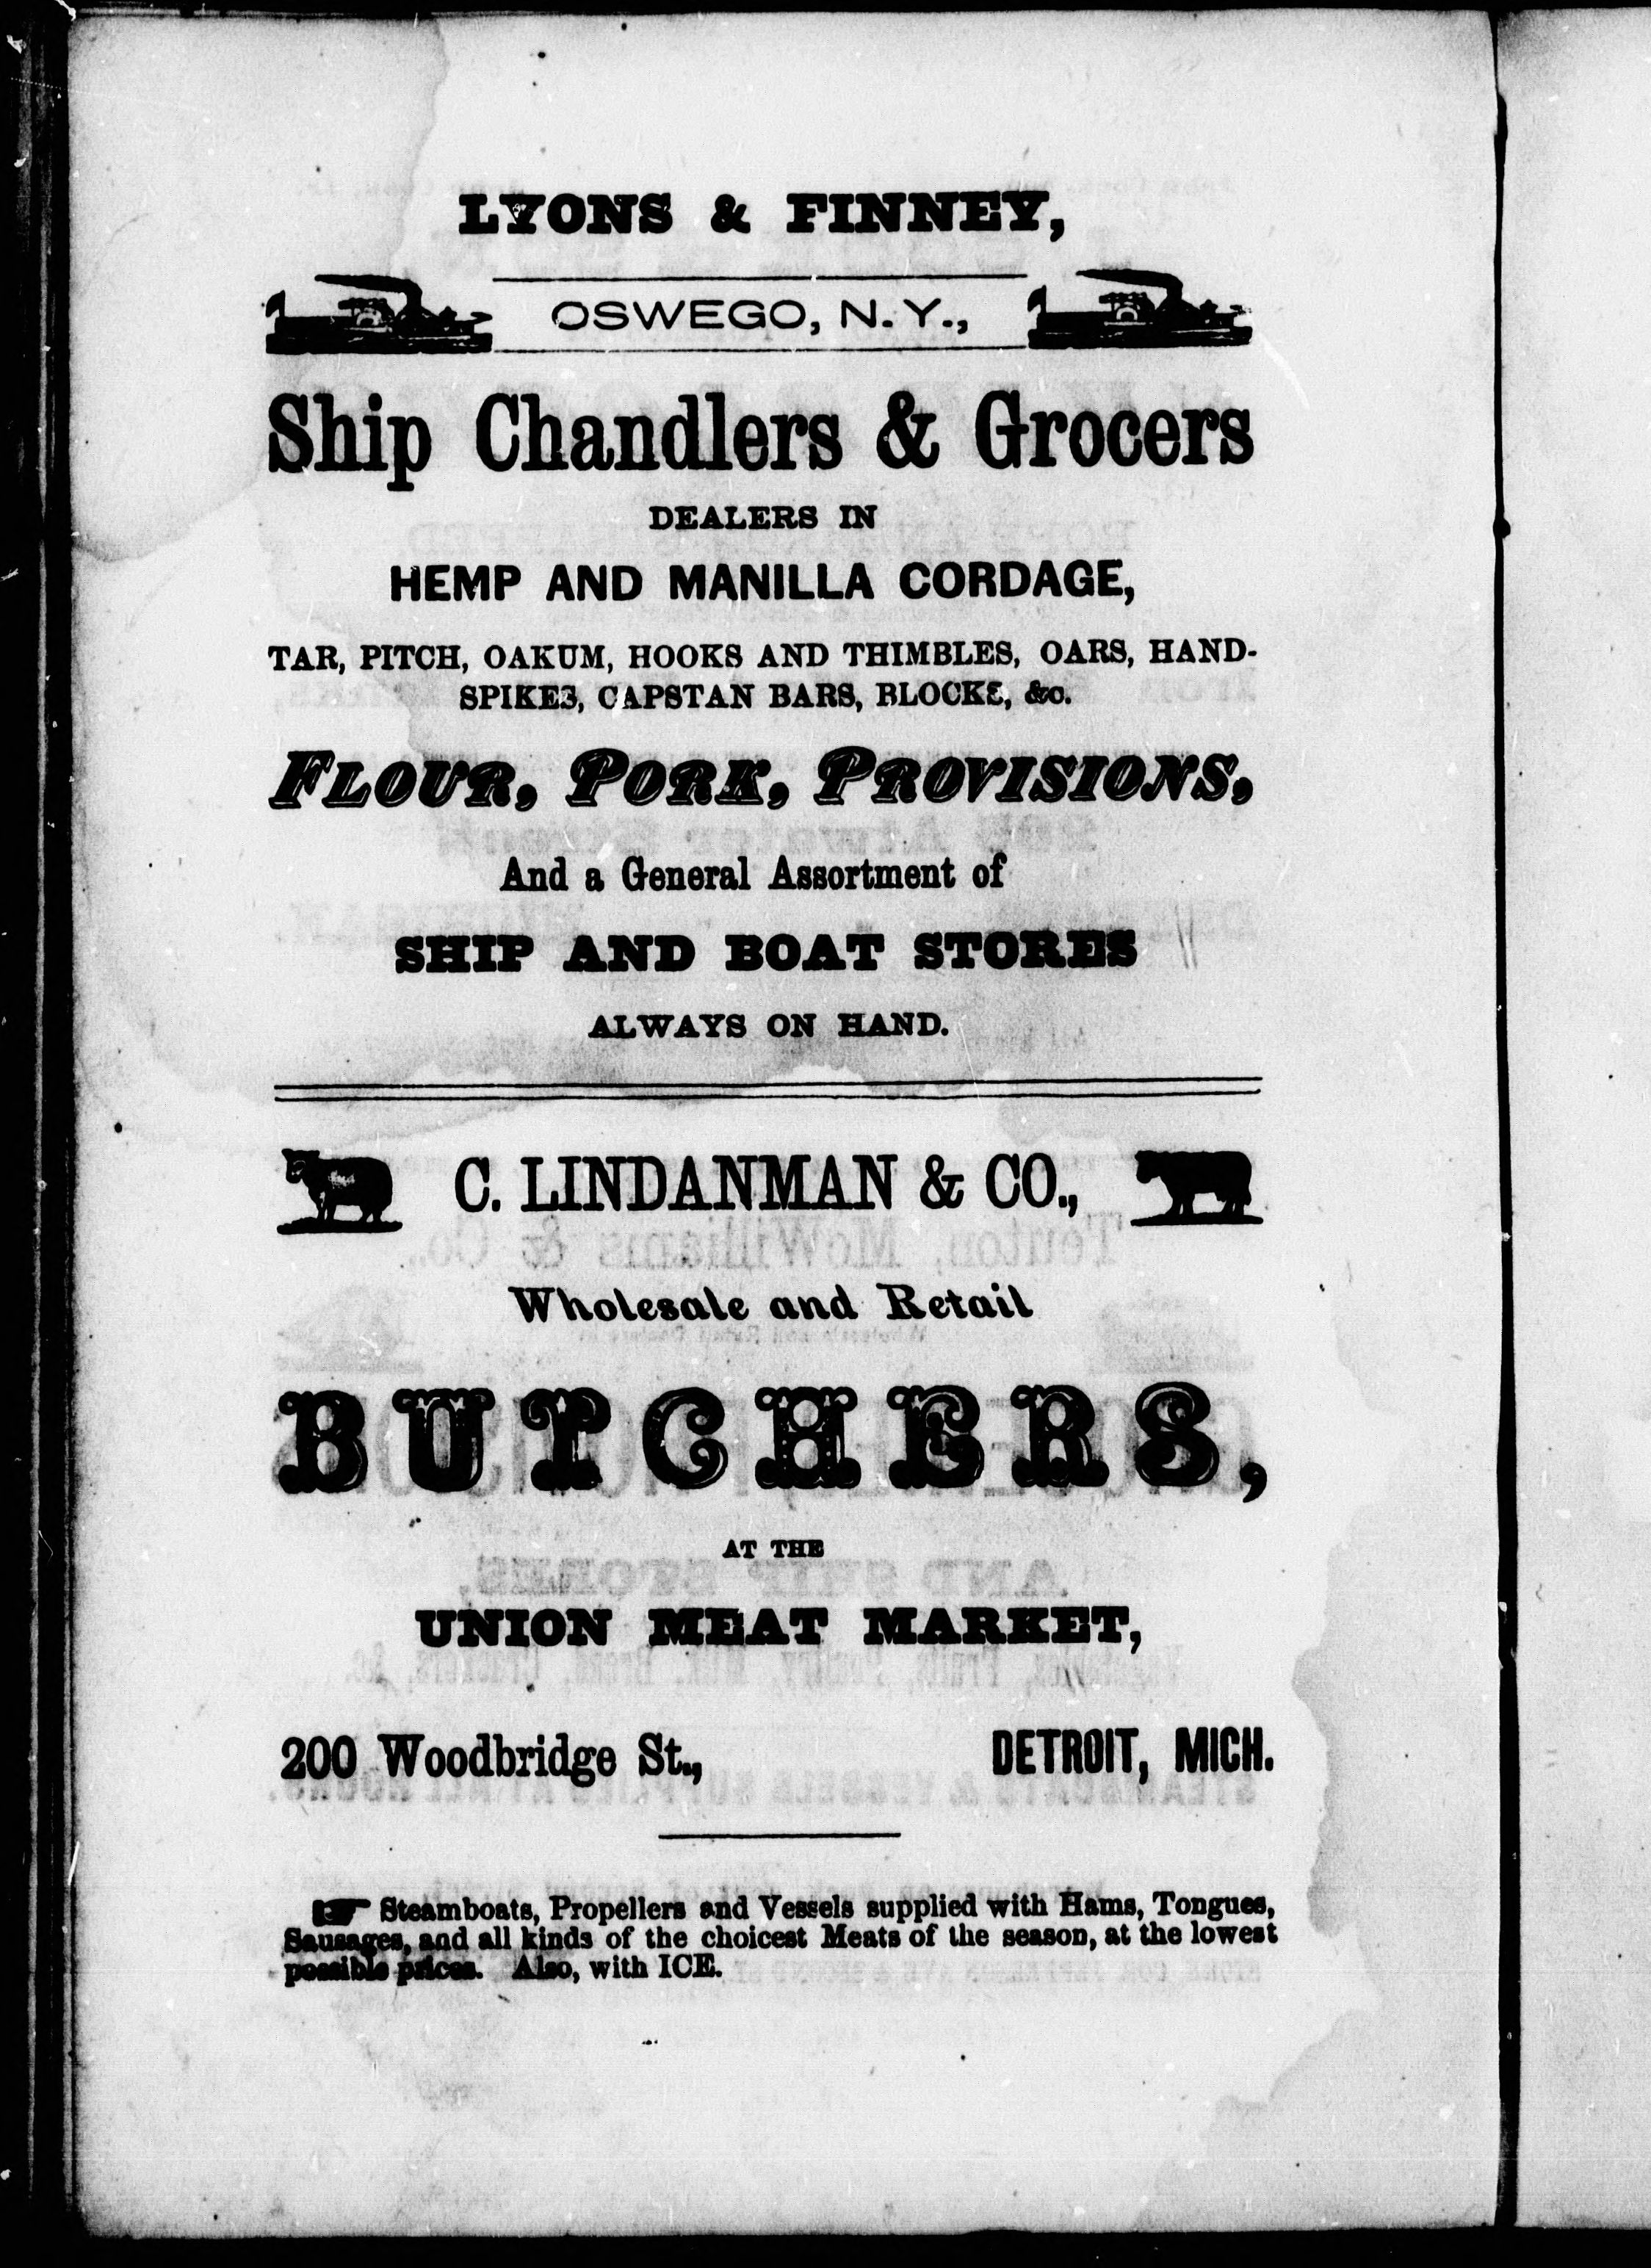 LYONS & FINNEY,
OSWEGO, N.Y.,
Ship Chandlers & Grocers
DEALERS IN
HEMP AND MANILLA CORDAGE,
TAR, PITCH, OAKUM, HOOKS AND THIMBLES, OARS, HAND-
SPIKES, CAPSTAN BARS, BLOCKS, &c.
FLOUR, PORK, PROVISIONS,
And a General Assortment of
SHIP AND BOAT STORES
ALWAYS ON HAND.
C. LINDANMAN & CO.,
Wholesale and Retail
BUTCHERS,
AT THE
UNION MEAT MARKET,
200 Woodbridge St., DETROIT, MICH.
☞ Steamboats, Propellers and Vessels supplied with Hams, Tongues,
Sausages, and all kinds of the choicest Meats of the season, at the lowest
possible prices. Also, with ICE.